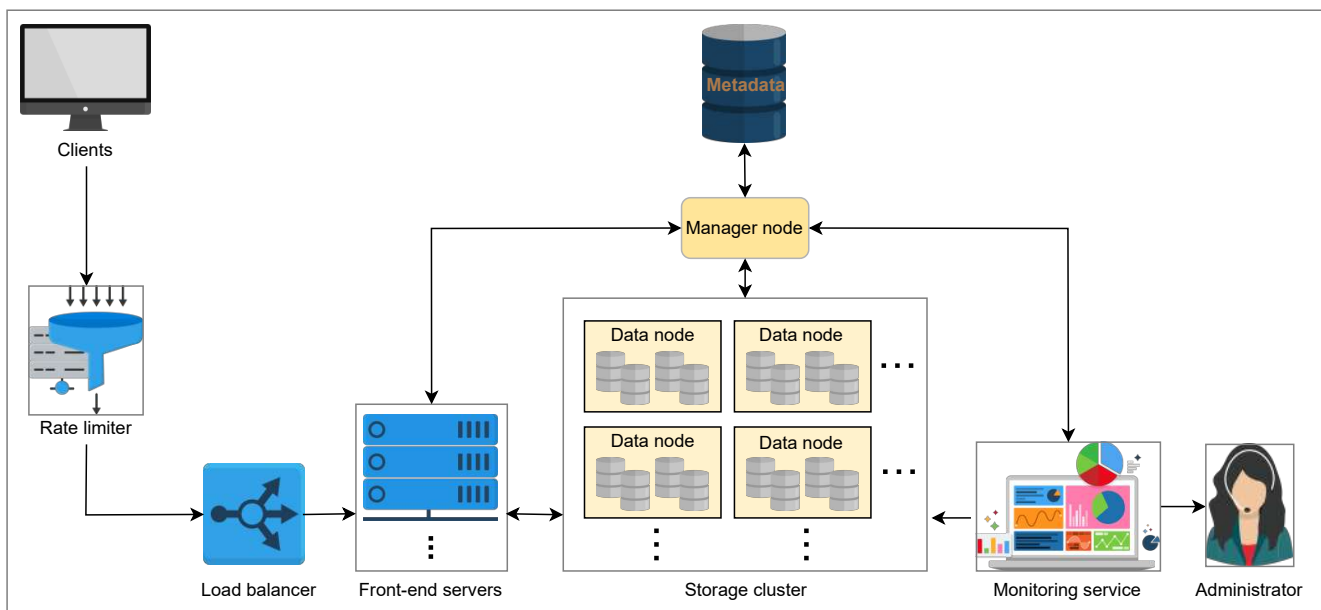 Metadata
Clients
Manager node
Data node
Data node
Rate limiter
Data node
Data node
Load balancer
Front-end servers
Storage cluster
Monitoring service
Administrator